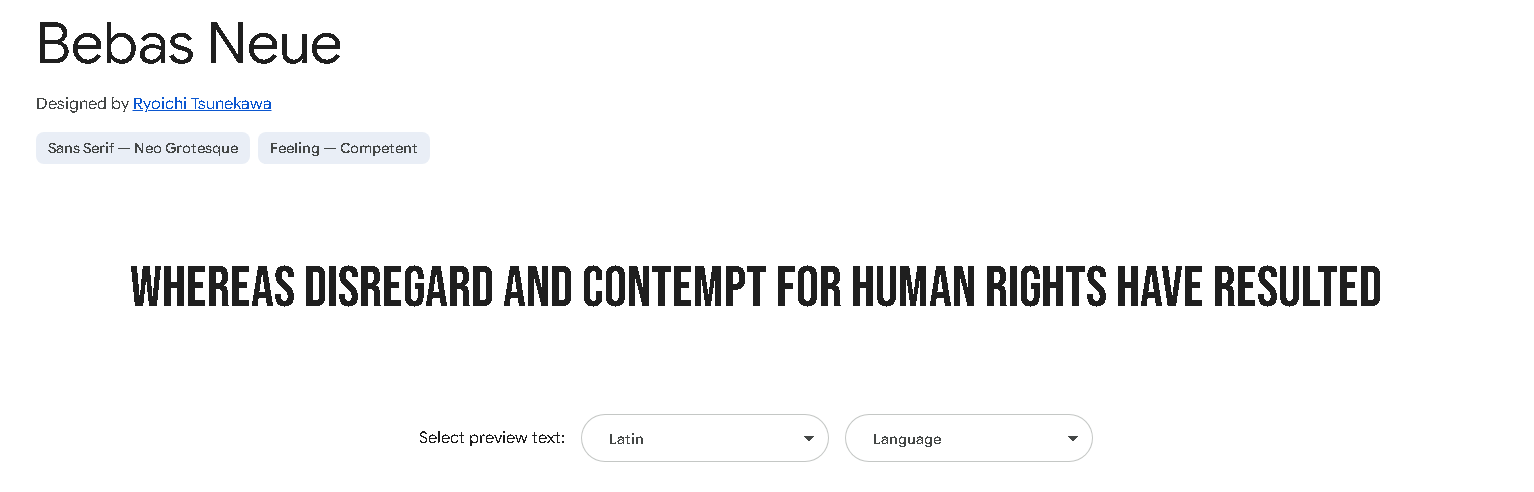 Bebas Neue
Designed by Ryoichi Tsunekawa
Sans Serif — Neo Grotesque Feeling — Competent
WHEREAS DISREGARD AND CONTEMPT FOR HUMAN RIGHTS HAVE RESULTED
Select preview text: Latin Language